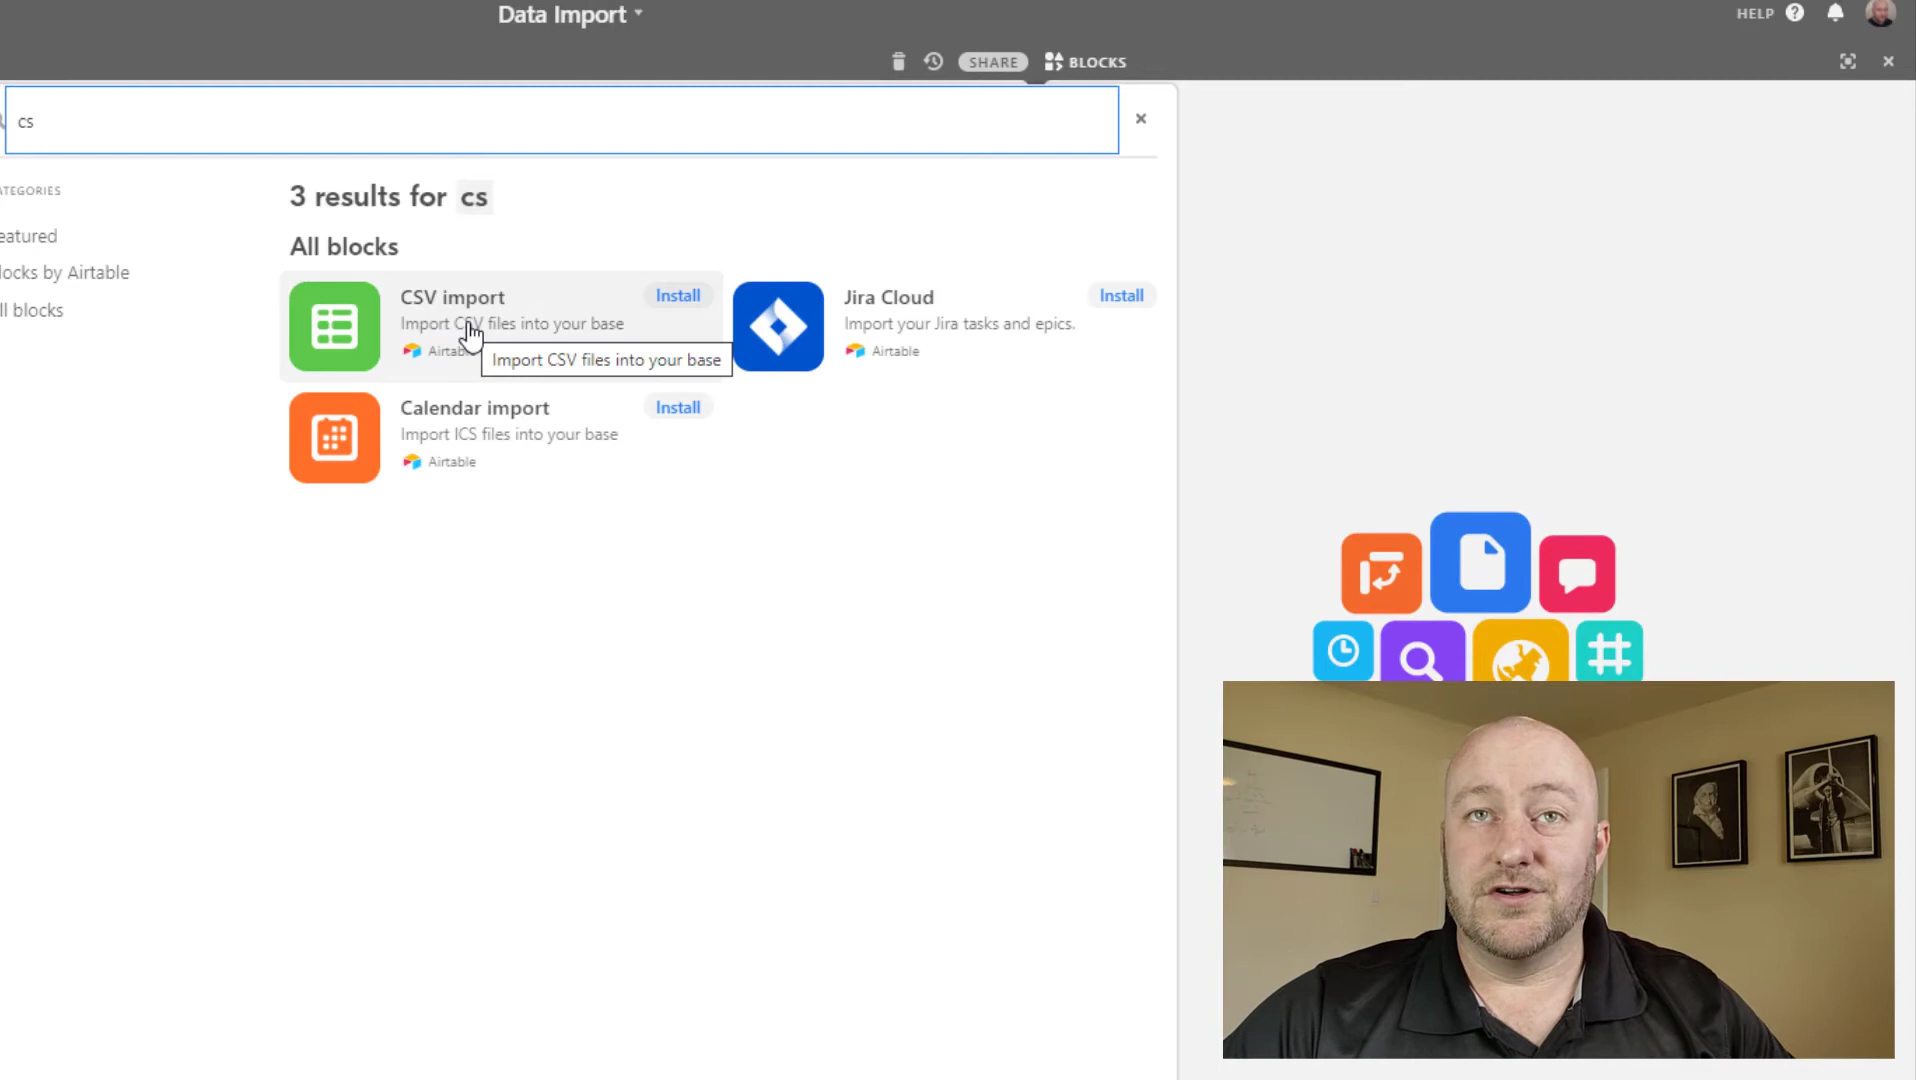 Data Import
HELP
SHARE
BLOCKS
cs
ATEGORIES
eatured
locks by Airtable
ll blocks
3 results for cs
All blocks
CSV import
Install
Import CSV files into your base
Airtable
Import CSV files into your base
Jira Cloud
Install
Import your Jira tasks and epics.
Airtable
Calendar import
Install
Import ICS files into your base
Airtable